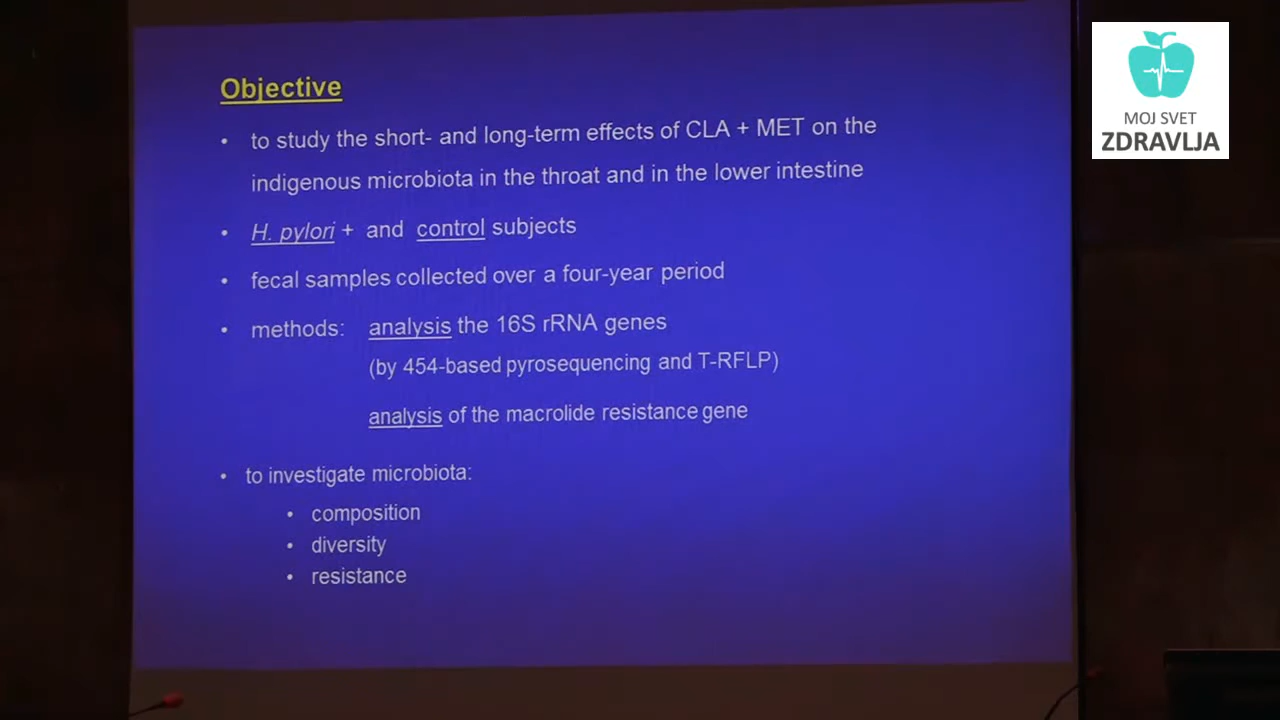 Objective
• to study the short- and long-term effects of CLA + MET on the
indigenous microbiota in the throat and in the lower intestine
• H. pylori + and control subjects
• fecal samples collected over a four-year period
• methods: analysis the 16S rRNA genes
(by 454-based pyrosequencing and T-RFLP)
analysis of the macrolide resistance gene
• to investigate microbiota:
• composition
• diversity
• resistance
MOJ SVET
ZDRAVLJA